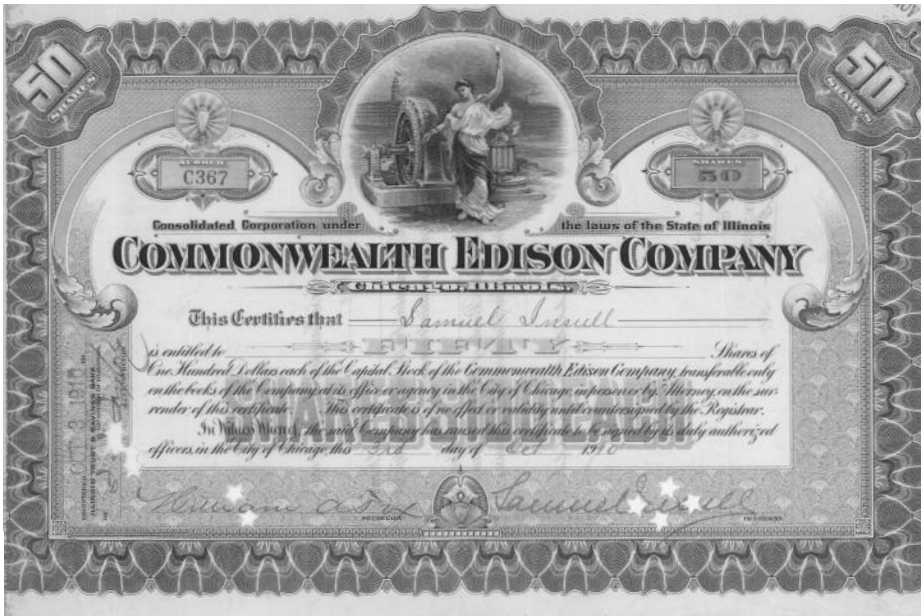 50
SHARES
50
SHARES
NUMBER
C367
SHARES
50
Consolidated Corporation under the laws of the State of Illinois
COMMONWEALTH EDISON COMPANY
Chicago, Illinois.
This Certifies that Samuel Insull
is entitled to FIFTY Shares of
One Hundred Dollars each of the Capital Stock of the Commonwealth Edison Company, transferable only
on the books of the Company at its office or agency in the City of Chicago, in person or by Attorney, on the sur-
render of this certificate. This certificate is of no effect or validity until countersigned by the Registrar.
In Witness Whereof, the said Company has caused this certificate to be signed by its duly authorized
officers, in the City of Chicago, this 3rd day of Oct 1910
OCT 3 1910
Samuel Insull
PRESIDENT